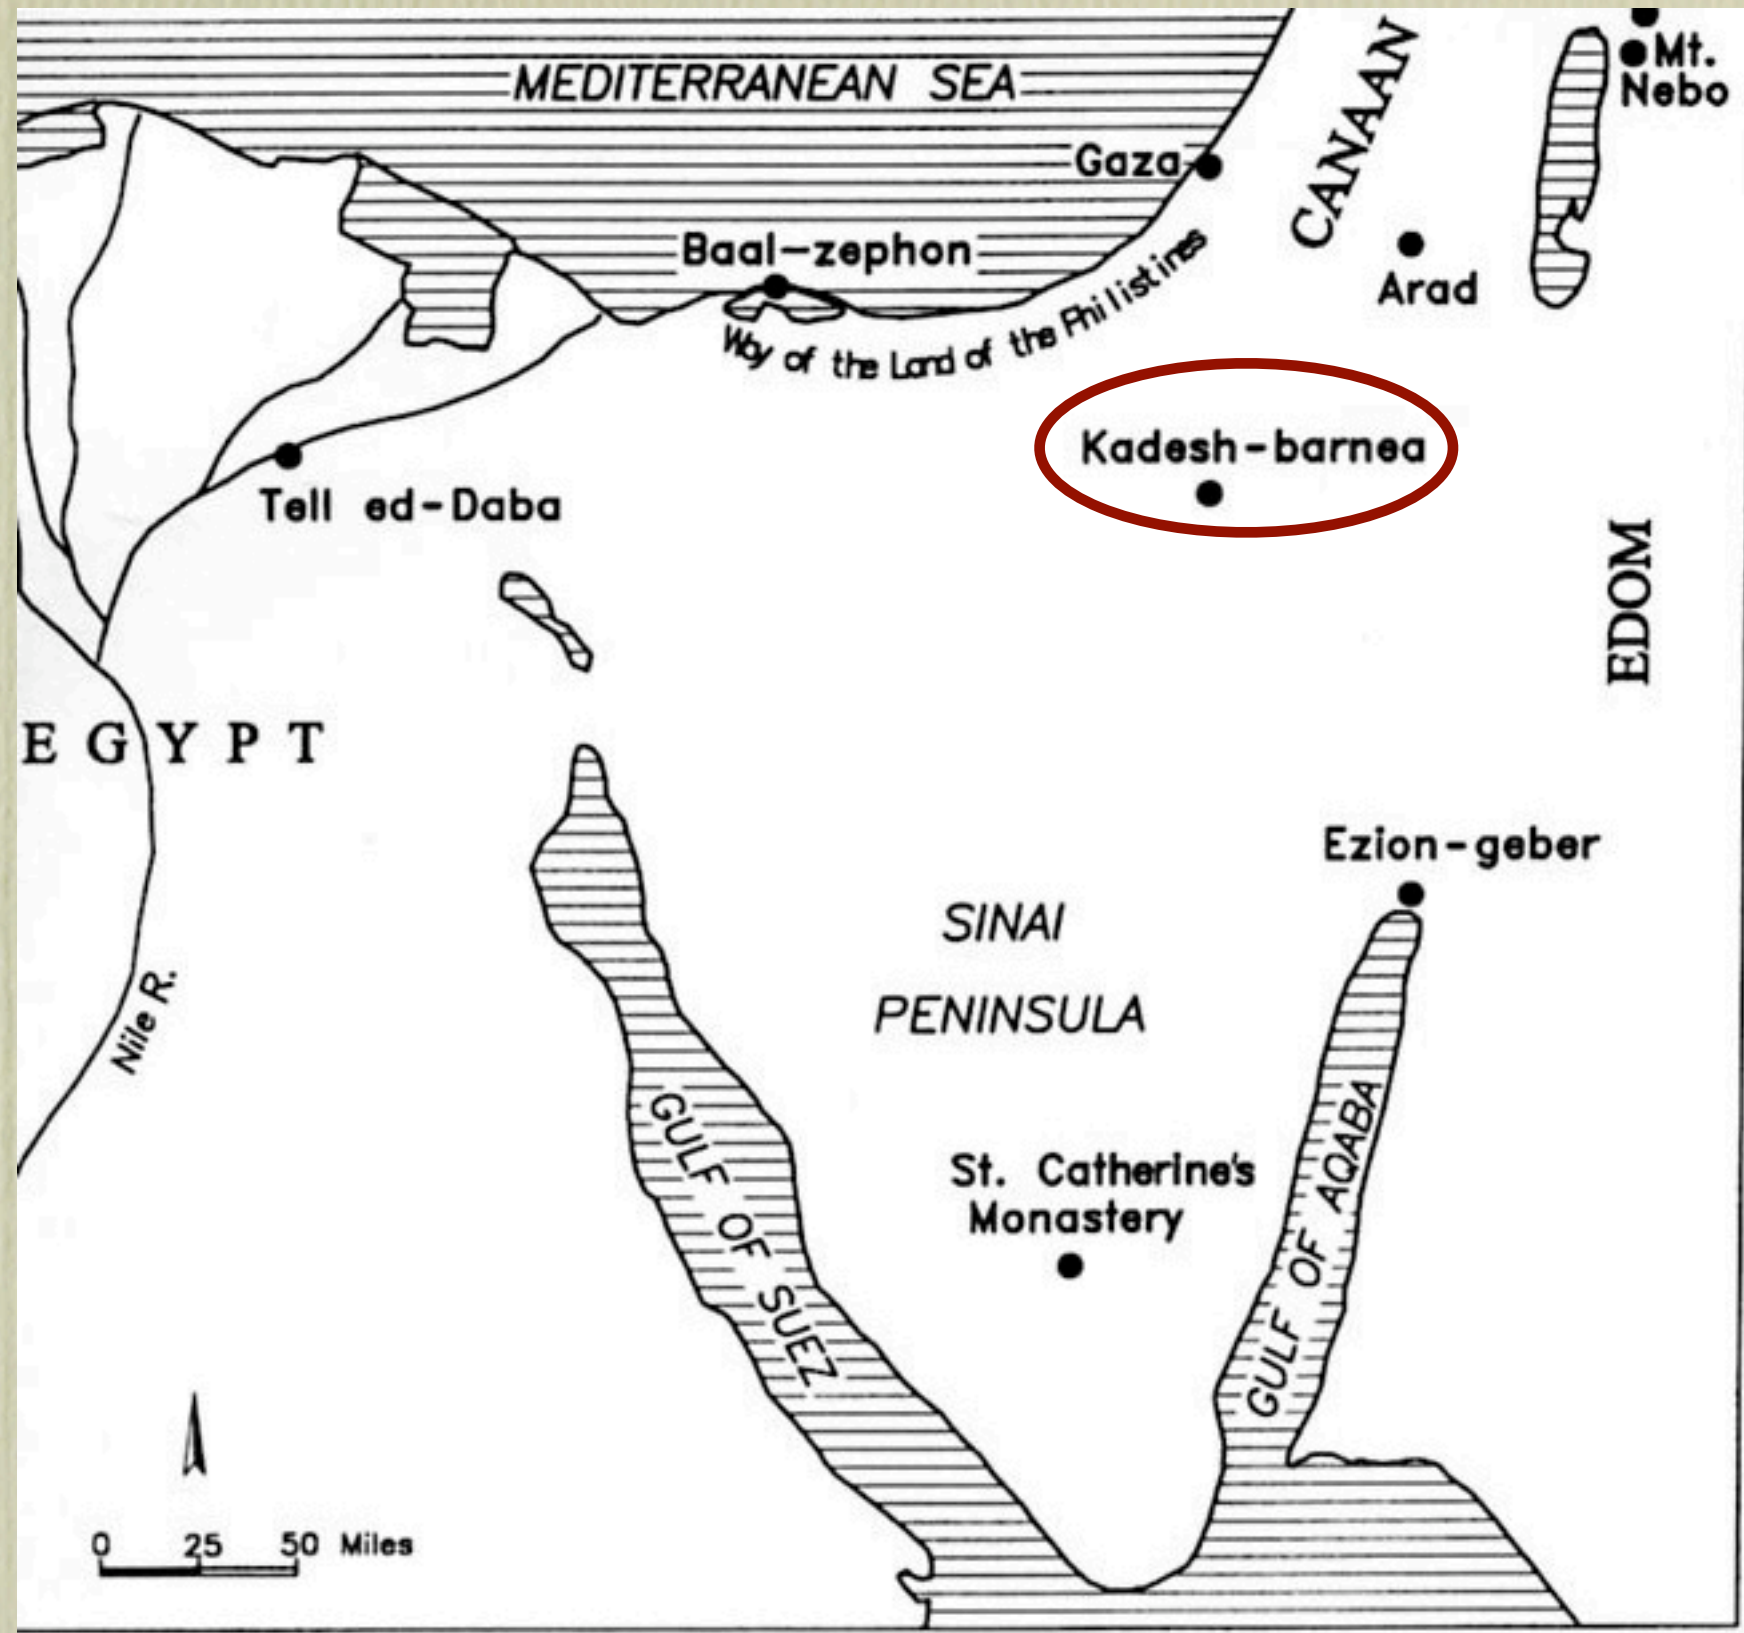 MEDITERRANEAN SEA
CANAAN
Mt.
Nebo
Gaza
Baal-zephon
Arad
Way of the Land of the Philistines
Kadesh-barnea
Tell ed-Daba
EDOM
EGYPT
Ezion-geber
SINAI
PENINSULA
Nile R.
GULF OF SUEZ
GULF OF AQABA
St. Catherine's
Monastery
0 25 50 Miles